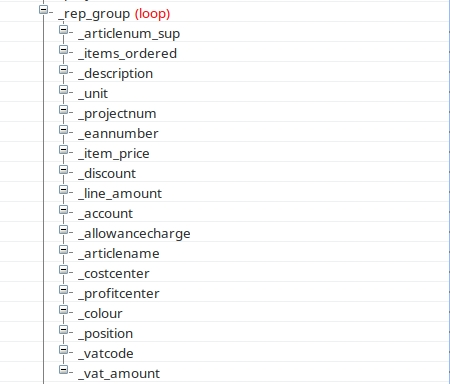 _rep_group (loop)
_articlenum_sup
_items_ordered
_description
_unit
_projectnum
_eannumber
_item_price
_discount
_line_amount
_account
_allowancecharge
_articlename
_costcenter
_profitcenter
_colour
_position
_vatcode
_vat_amount